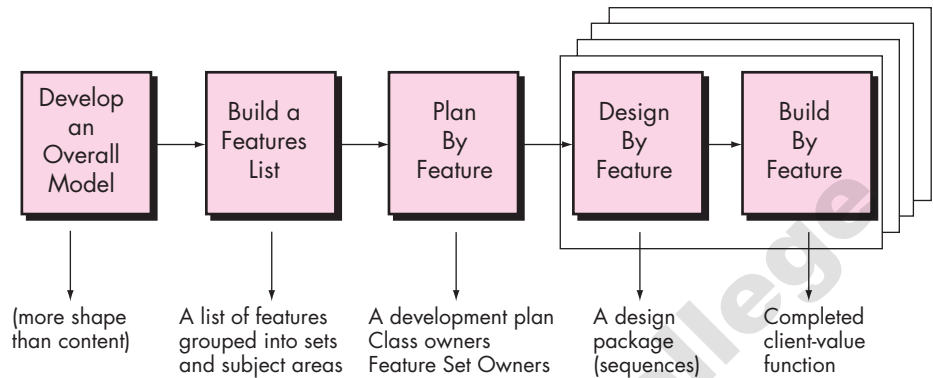 Develop
an
Overall
Model
Build a
Features
List
Plan
By
Feature
Design
By
Feature
Build
By
Feature
(more shape
than content)
A list of features
grouped into sets
and subject areas
A development plan
Class owners
Feature Set Owners
A design
package
(sequences)
Completed
client-value
function